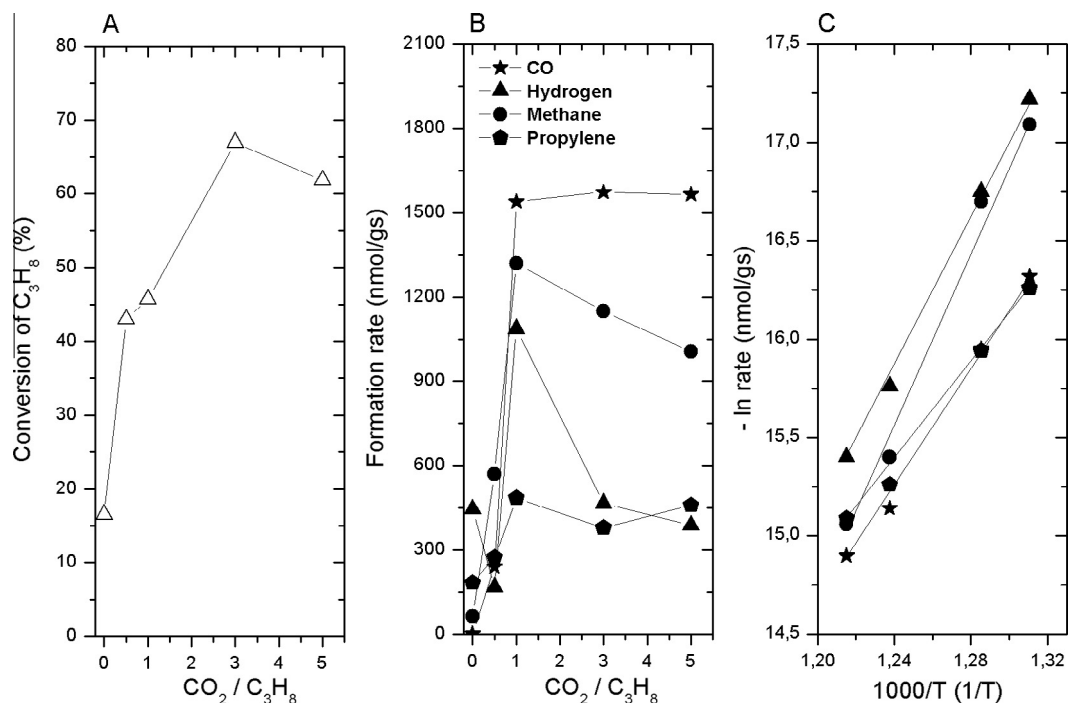 A
Conversion of C3H8 (%)
80
70
60
50
40
30
20
10
0
0 1 2 3 4 5
CO2 / C3H8
B
Formation rate (nmol/gs)
2100
1800
1500
1200
900
600
300
0
CO
Hydrogen
Methane
Propylene
0 1 2 3 4 5
CO2 / C3H8
C
- ln rate (nmol/gs)
17,5
17,0
16,5
16,0
15,5
15,0
14,5
1,20 1,24 1,28 1,32
1000/T (1/T)